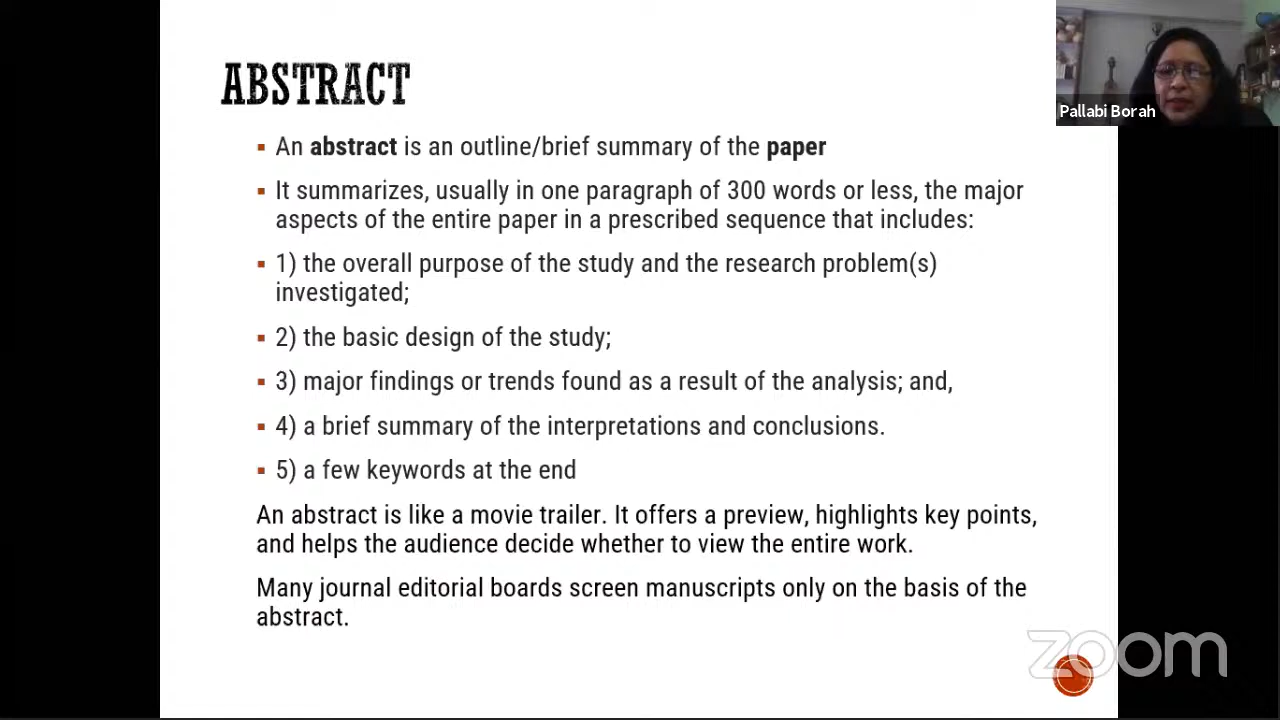 ABSTRACT
Pallabi Borah
▪ An abstract is an outline/brief summary of the paper
▪ It summarizes, usually in one paragraph of 300 words or less, the major
aspects of the entire paper in a prescribed sequence that includes:
▪ 1) the overall purpose of the study and the research problem(s)
investigated;
▪ 2) the basic design of the study;
▪ 3) major findings or trends found as a result of the analysis; and,
▪ 4) a brief summary of the interpretations and conclusions.
▪ 5) a few keywords at the end
An abstract is like a movie trailer. It offers a preview, highlights key points,
and helps the audience decide whether to view the entire work.
Many journal editorial boards screen manuscripts only on the basis of the
abstract.
zoom